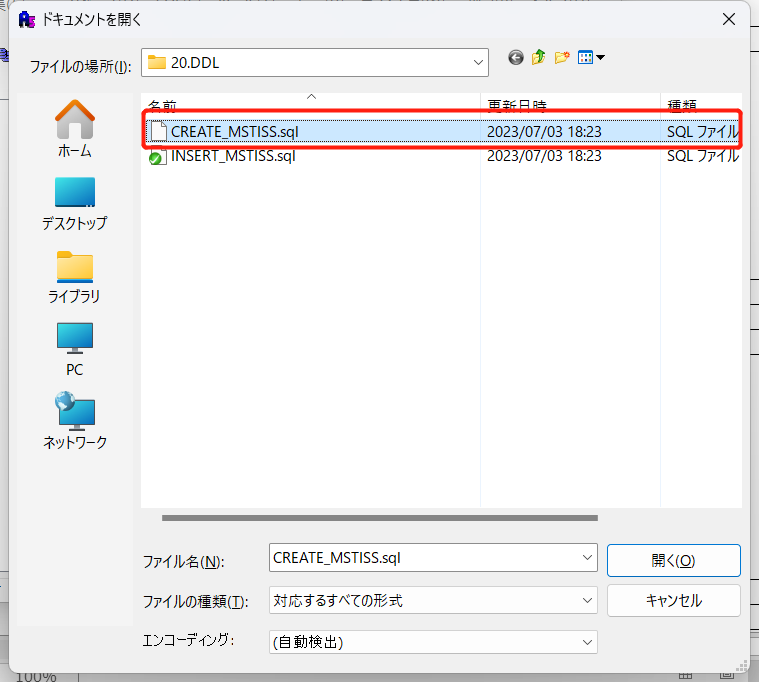 ドキュメントを開く
ファイルの場所(I):
20.DDL
名前 更新日時 種類
CREATE_MSTISS.sql 2023/07/03 18:23 SQL ファイル
INSERT_MSTISS.sql 2023/07/03 18:23 SQL ファイル
ホーム
デスクトップ
ライブラリ
PC
ネットワーク
ファイル名(N):
CREATE_MSTISS.sql
開く(O)
ファイルの種類(T):
対応するすべての形式
キャンセル
エンコーディング:
(自動検出)
100%